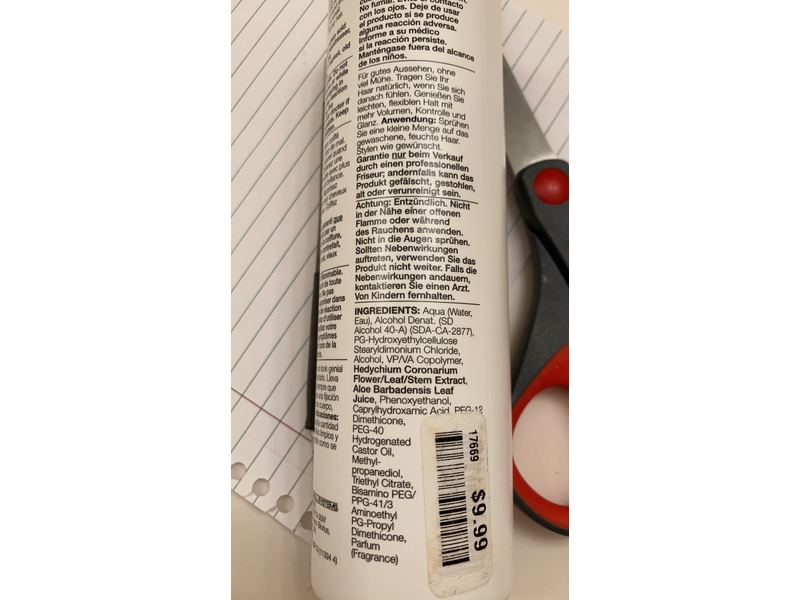 No fumar. Evite el contacto
con los ojos. Deje de usar
el producto si se produce
alguna reacción adversa.
Informe a su médico
si la reacción persiste.
Manténgase fuera del alcance
de los niños.
Für gutes Aussehen, ohne
viel Mühe. Tragen Sie Ihr
Haar natürlich, wenn Sie sich
danach fühlen. Genießen Sie
leichten, flexiblen Halt mit
mehr Volumen, Kontrolle und
Glanz. Anwendung: Sprühen
Sie eine kleine Menge auf das
gewaschene, feuchte Haar.
Stylen wie gewünscht.
Garantie nur beim Verkauf
durch einen professionellen
Friseur; andernfalls kann das
Produkt gefälscht, gestohlen,
alt oder verunreinigt sein.
Achtung: Entzündlich. Nicht
in der Nähe einer offenen
Flamme oder während
des Rauchens anwenden.
Nicht in die Augen sprühen.
Sollten Nebenwirkungen
auftreten, verwenden Sie das
Produkt nicht weiter. Falls die
Nebenwirkungen andauern,
kontaktieren Sie einen Arzt.
Von Kindern fernhalten.
INGREDIENTS: Aqua (Water,
Eau), Alcohol Denat. (SD
Alcohol 40-A) (SDA-CA-2877),
PG-Hydroxyethylcellulose
Stearyldimonium Chloride,
Alcohol, VP/VA Copolymer,
Hedychium Coronarium
Flower/Leaf/Stem Extract,
Aloe Barbadensis Leaf
Juice, Phenoxyethanol,
Caprylhydroxamic Acid, PEG-12
Dimethicone,
PEG-40
Hydrogenated
Castor Oil,
Methyl-
propanediol,
Triethyl Citrate,
Bisamino PEG/
PPG-41/3
Aminoethyl
PG-Propyl
Dimethicone,
Parfum
(Fragrance)
17669
$9.99